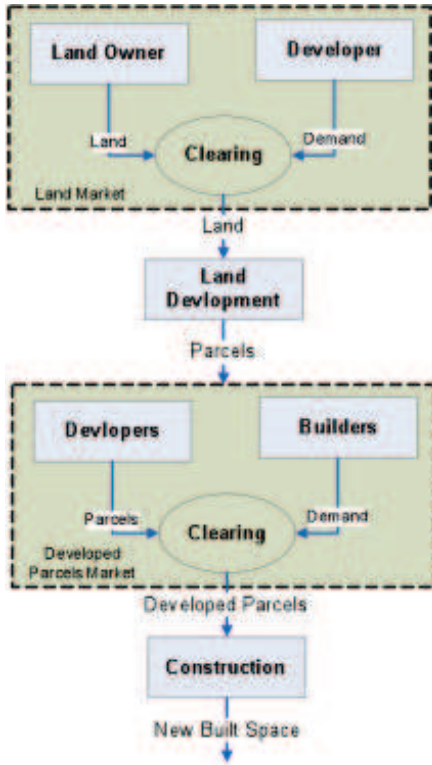 Land Owner
Developer
Land
Demand
Clearing
Land Market
Land
Land
Devlopment
Parcels
Devlopers
Builders
Parcels
Demand
Clearing
Developed
Parcels Market
Developed Parcels
Construction
New Built Space